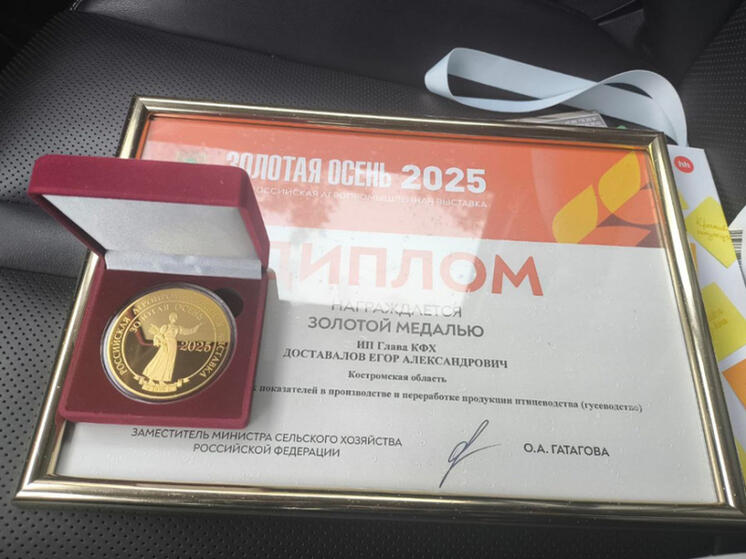 ЗОЛОТАЯ ОСЕНЬ 2025
РОССИЙСКАЯ АГРОПРОМЫШЛЕННАЯ ВЫСТАВКА
ДИПЛОМ
НАГРАЖДАЕТСЯ
ЗОЛОТОЙ МЕДАЛЬЮ
ИП Глава КФХ
ДОСТАВАЛОВ ЕГОР АЛЕКСАНДРОВИЧ
Костромская область
показателей в производстве и переработке продукции птицеводства (гусеводство)
ЗАМЕСТИТЕЛЬ МИНИСТРА СЕЛЬСКОГО ХОЗЯЙСТВА
РОССИЙСКОЙ ФЕДЕРАЦИИ
О.А. ГАТАГОВА
РОССИЙСКАЯ ВЫСТАВКА
ЗОЛОТАЯ ОСЕНЬ
2025
hh